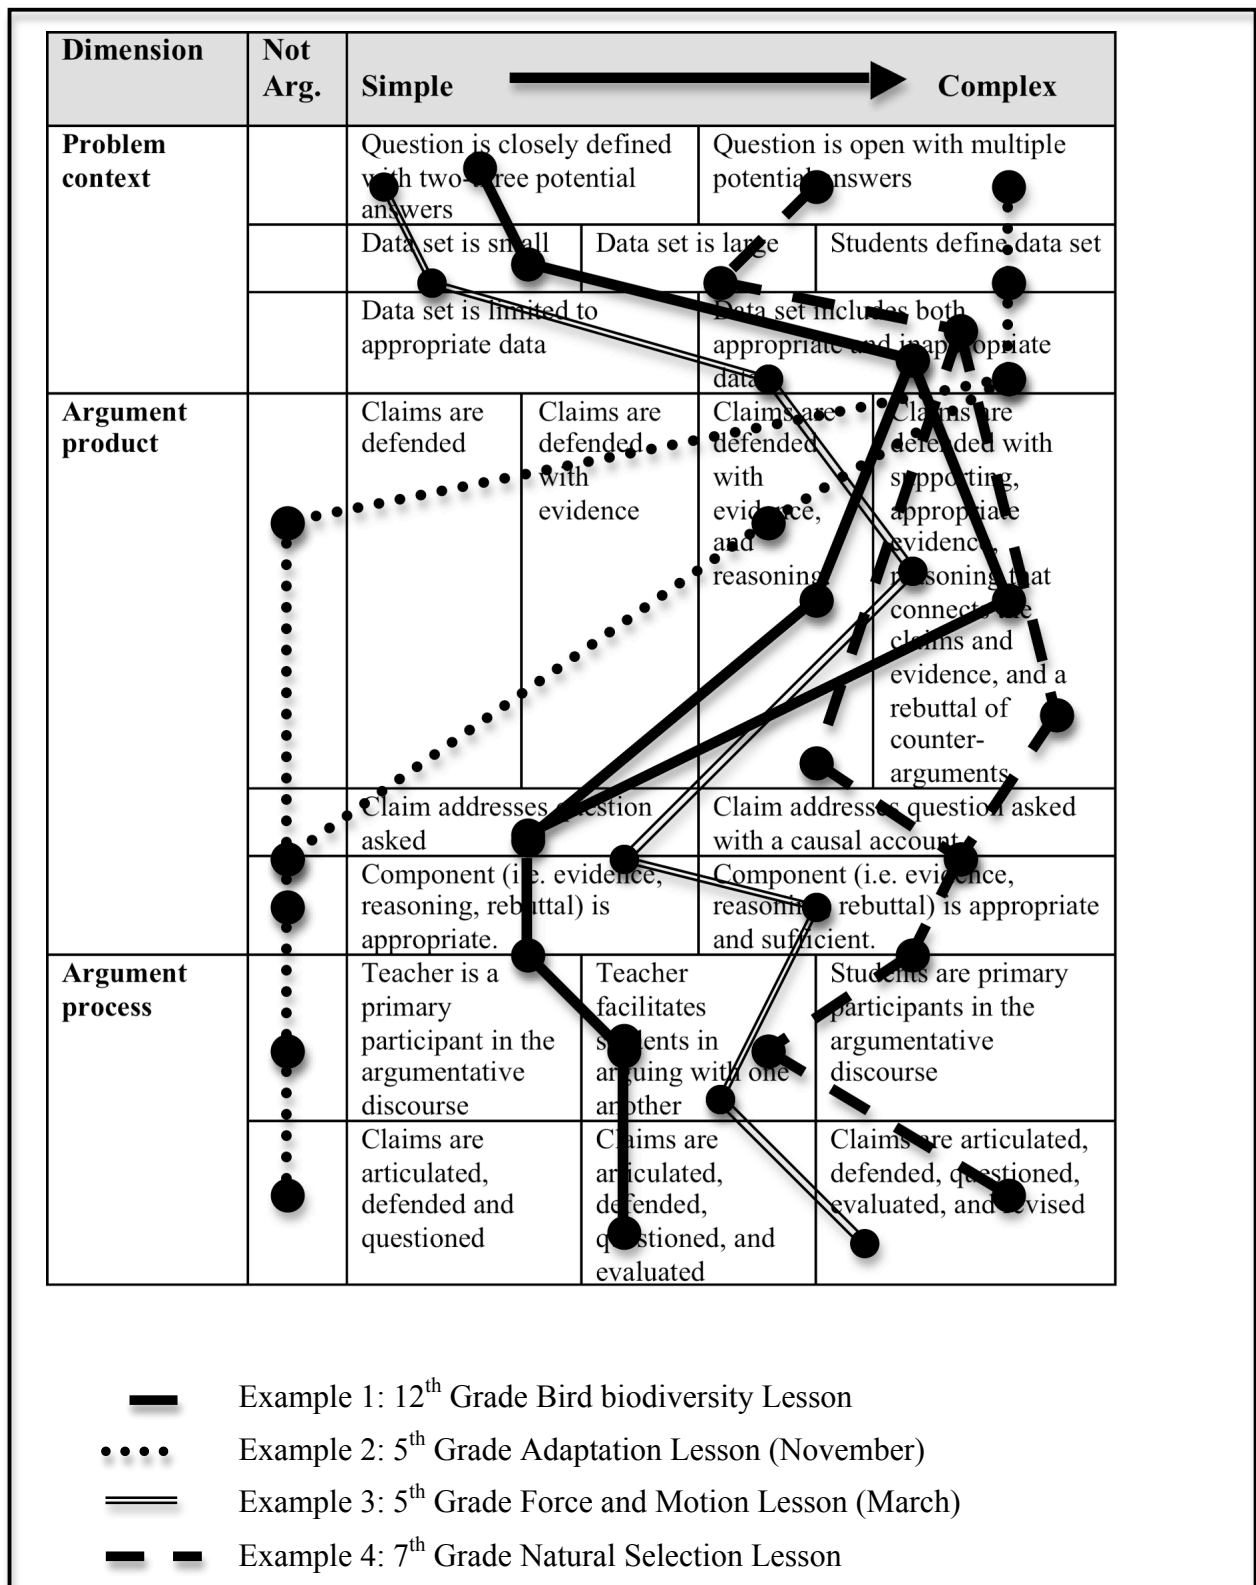 Dimension
Not
Arg.
Simple
Complex
Problem
context
Question is closely defined
with two-three potential
answers
Question is open with multiple
potential answers
Data set is small
Data set is large
Students define data set
Data set is limited to
appropriate data
Data set includes both
appropriate and inappropriate
data
Argument
product
Claims are
defended
Claims are
defended
with
evidence
Claims are
defended
with
evidence,
and
reasoning.
Claims are
defended with
supporting,
appropriate
evidence,
reasoning that
connects the
claims and
evidence, and a
rebuttal of
counter-
arguments
Claim addresses question
asked
Claim addresses question asked
with a causal account
Component (i.e. evidence,
reasoning, rebuttal) is
appropriate.
Component (i.e. evidence,
reasoning, rebuttal) is appropriate
and sufficient.
Argument
process
Teacher is a
primary
participant in the
argumentative
discourse
Teacher
facilitates
students in
arguing with one
another
Students are primary
participants in the
argumentative
discourse
Claims are
articulated,
defended and
questioned
Claims are
articulated,
defended,
questioned, and
evaluated
Claims are articulated,
defended, questioned,
evaluated, and revised
Example 1: 12th Grade Bird biodiversity Lesson
Example 2: 5th Grade Adaptation Lesson (November)
Example 3: 5th Grade Force and Motion Lesson (March)
Example 4: 7th Grade Natural Selection Lesson